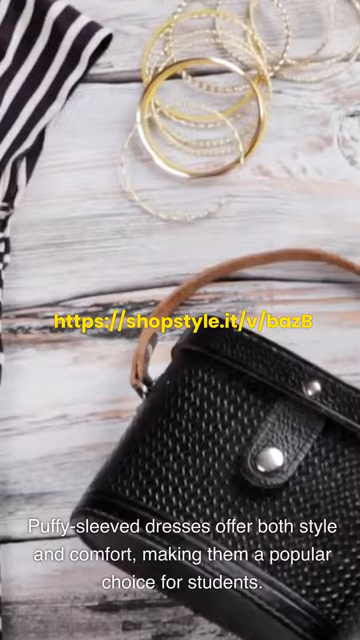 https://shopstyle.it/v/bazB
Puffy-sleeved dresses offer both style
and comfort, making them a popular
choice for students.